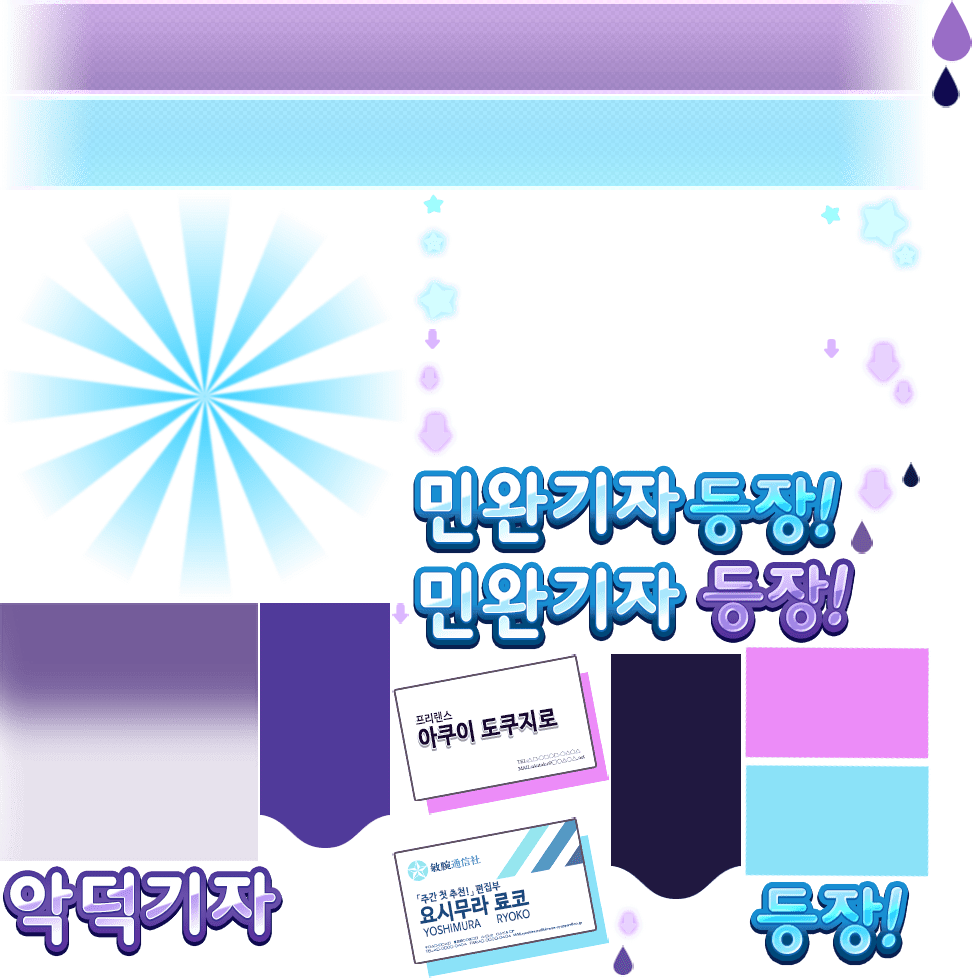 민완기자 등장!
민완기자 등장!
프리랜스
아쿠이 도쿠지로
敏腕通信社
「주간 첫 추천!」 편집부
요시무라 료코
YOSHIMURA RYOKO
악덕기자
등장!